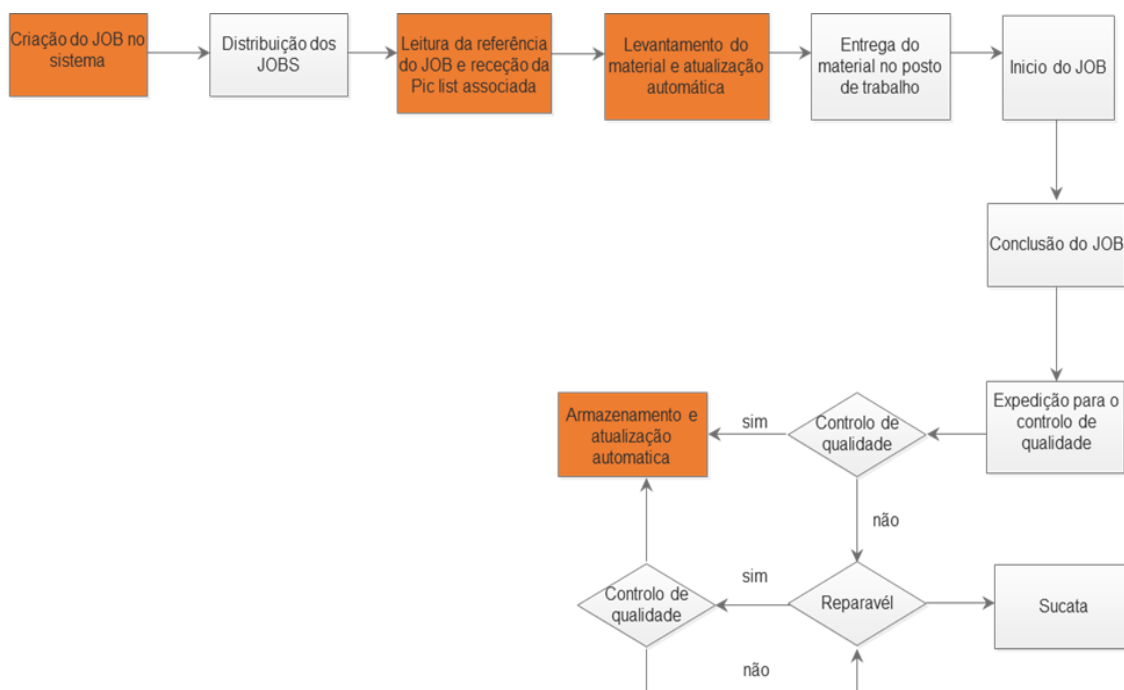 Criação do JOB no
sistema
Distribuição dos
JOBS
Leitura da referência
do JOB e receção da
Pic list associada
Levantamento do
material e atualização
automática
Entrega do
material no posto
de trabalho
Inicio do JOB
Conclusão do JOB
Expedição para o
controlo de
qualidade
Controlo de
qualidade
sim
Armazenamento e
atualização
automatica
não
Reparavél
sim
Controlo de
qualidade
Sucata
não